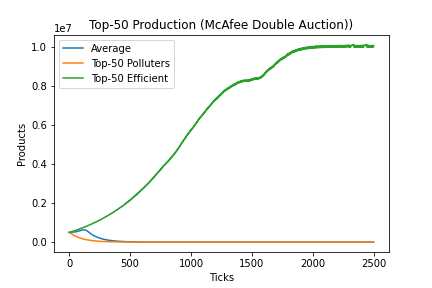 Top-50 Production (McAfee Double Auction))
1e7
Average
Top-50 Polluters
Top-50 Efficient
1.0
0.8
0.6
0.4
0.2
0.0
Products
0
500
1000
1500
2000
2500
Ticks